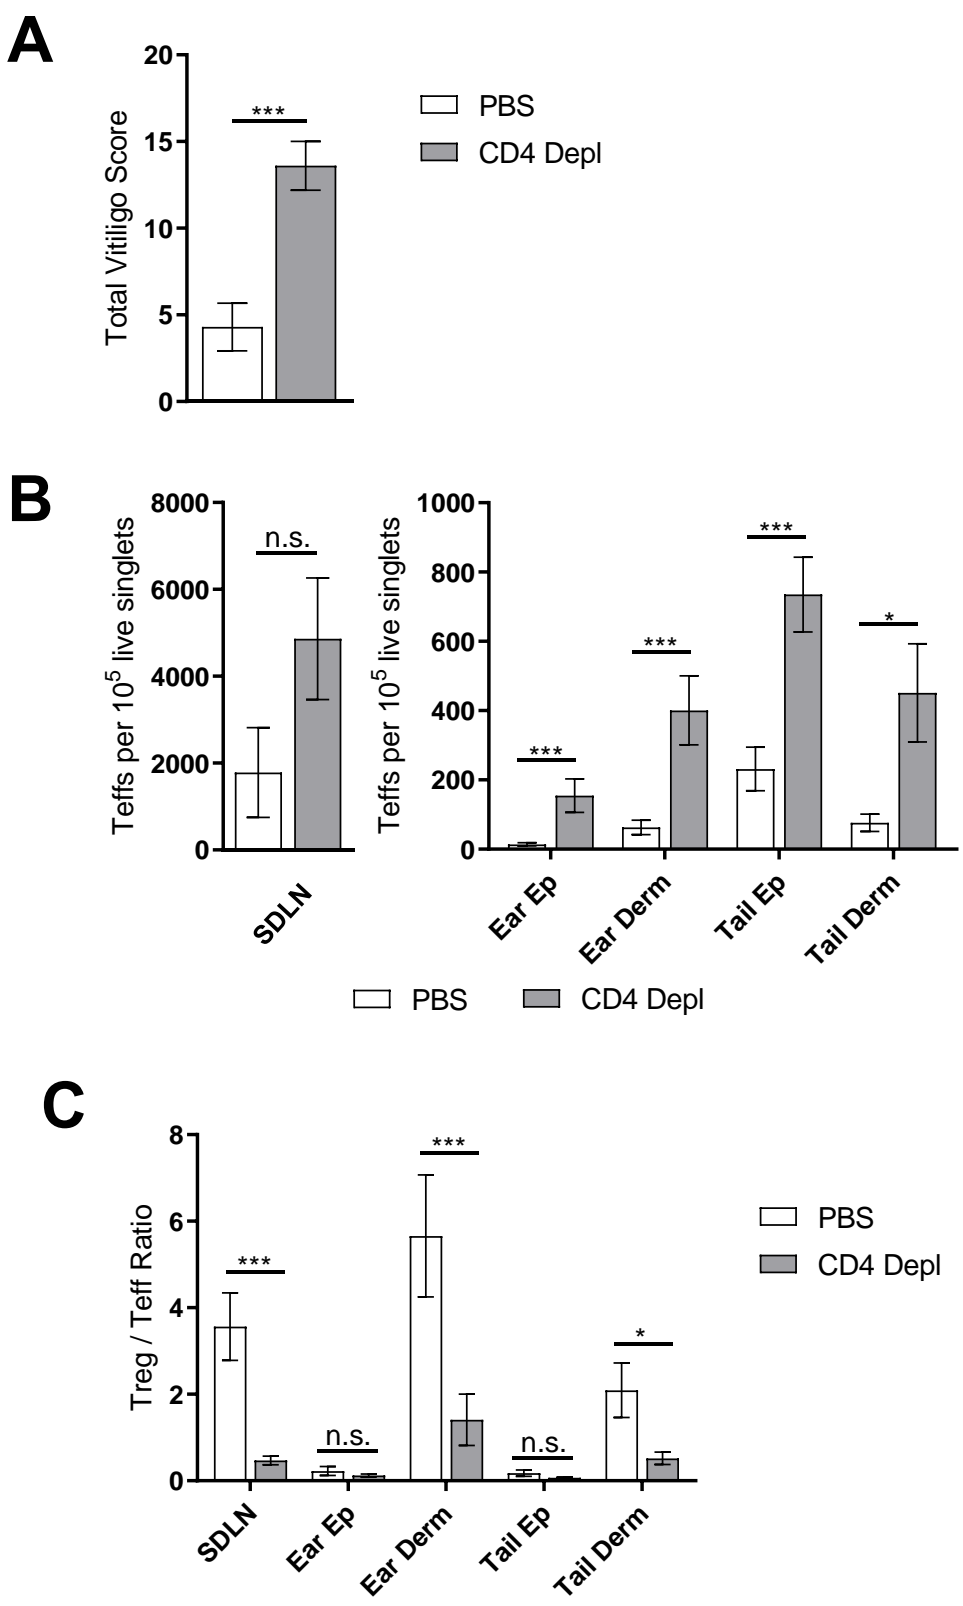 A
20
15
10
5
0
Total Vitiligo Score
***
PBS
CD4 Depl
B
8000
6000
4000
2000
0
Teffs per 10⁵ live singlets
n.s.
SDLN
1000
800
600
400
200
0
Teffs per 10⁵ live singlets
***
***
***
*
Ear Ep
Ear Derm
Tail Ep
Tail Derm
PBS
CD4 Depl
C
8
6
4
2
0
Treg / Teff Ratio
***
n.s.
***
n.s.
*
SDLN
Ear Ep
Ear Derm
Tail Ep
Tail Derm
PBS
CD4 Depl